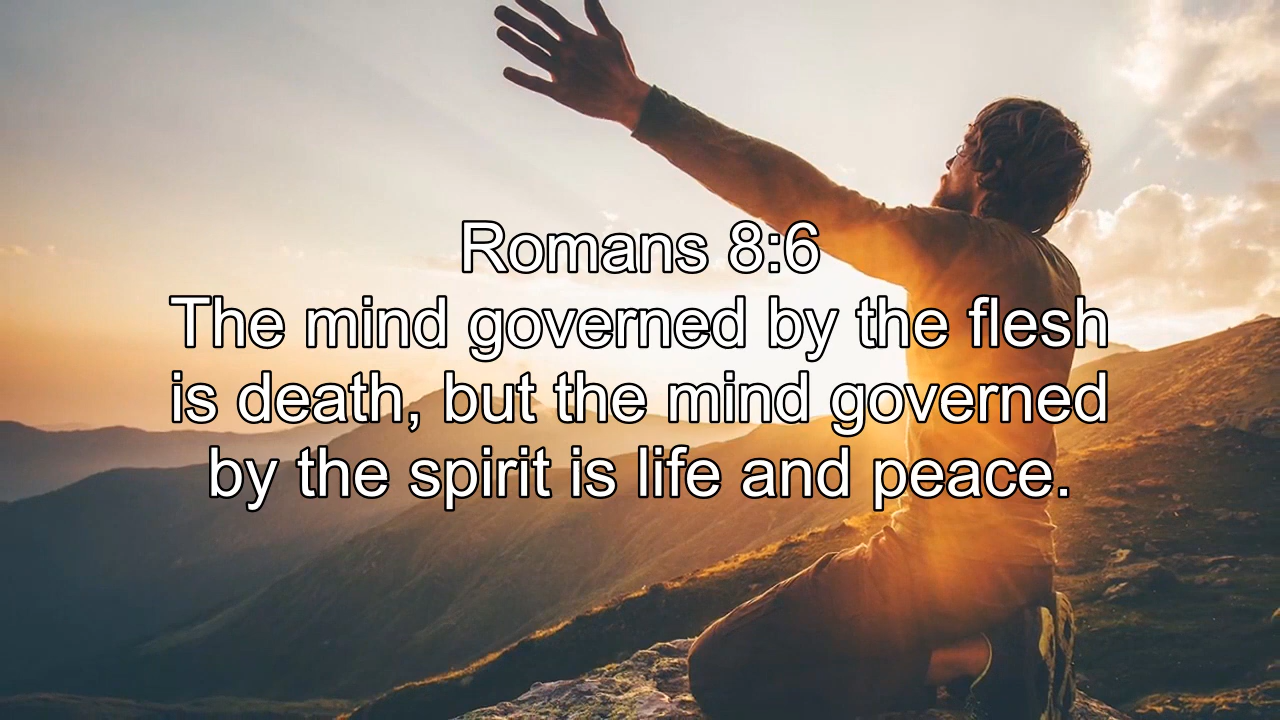 Romans 8:6
The mind governed by the flesh
is death, but the mind governed
by the spirit is life and peace.